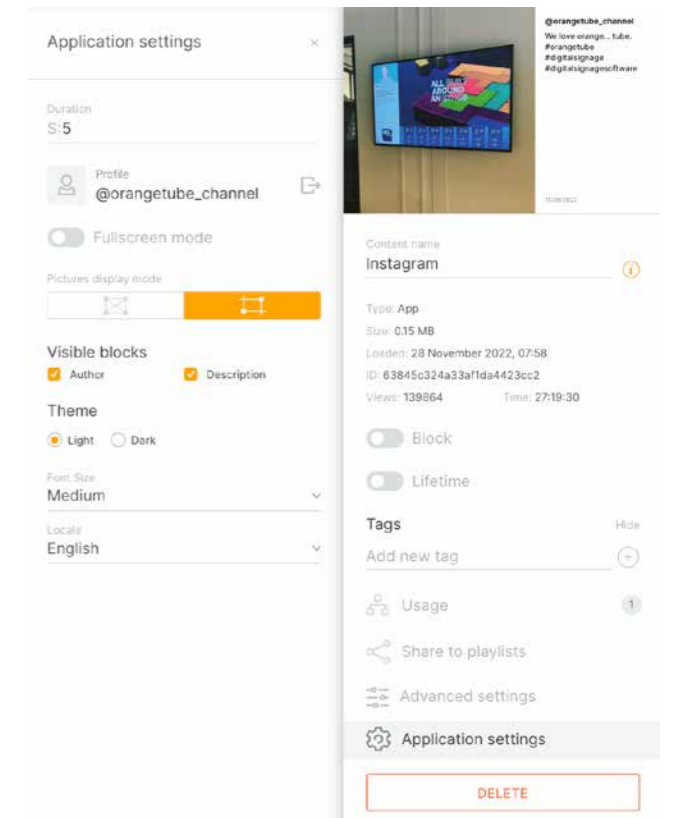 Application settings
Duration
S: 5
Profile
@orangetube_channel
Fullscreen mode
Pictures display mode
Visible blocks
Author
Description
Theme
Light
Dark
Font Size
Medium
Locale
English
@orangetube_channel
We love orange... tube.
#orangetube
#digitalsignage
#digitalsignagesoftware
ALL BUILT
AROUND
Content name
Instagram
Type: App
Size: 0.15 MB
Loaded: 28 November 2022, 07:58
ID: 63845c324a33af1da4423cc2
Views: 139864 Time: 27:19:30
Block
Lifetime
Tags Hide
Add new tag
Usage 1
Share to playlists
Advanced settings
Application settings
DELETE